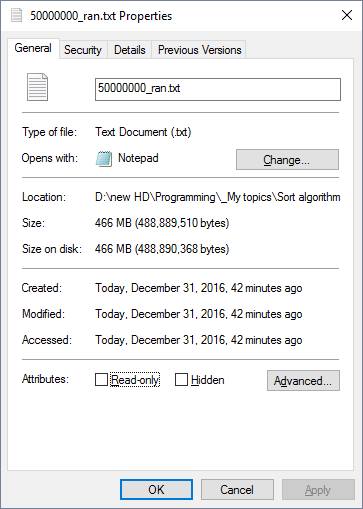 50000000_ran.txt Properties
General Security Details Previous Versions
50000000_ran.txt
Type of file: Text Document (.txt)
Opens with: Notepad Change...
Location: D:\new HD\Programming\_My topics\Sort algorithm
Size: 466 MB (488,889,510 bytes)
Size on disk: 466 MB (488,890,368 bytes)
Created: Today, December 31, 2016, 42 minutes ago
Modified: Today, December 31, 2016, 42 minutes ago
Accessed: Today, December 31, 2016, 42 minutes ago
Attributes: Read-only Hidden Advanced...
OK Cancel Apply